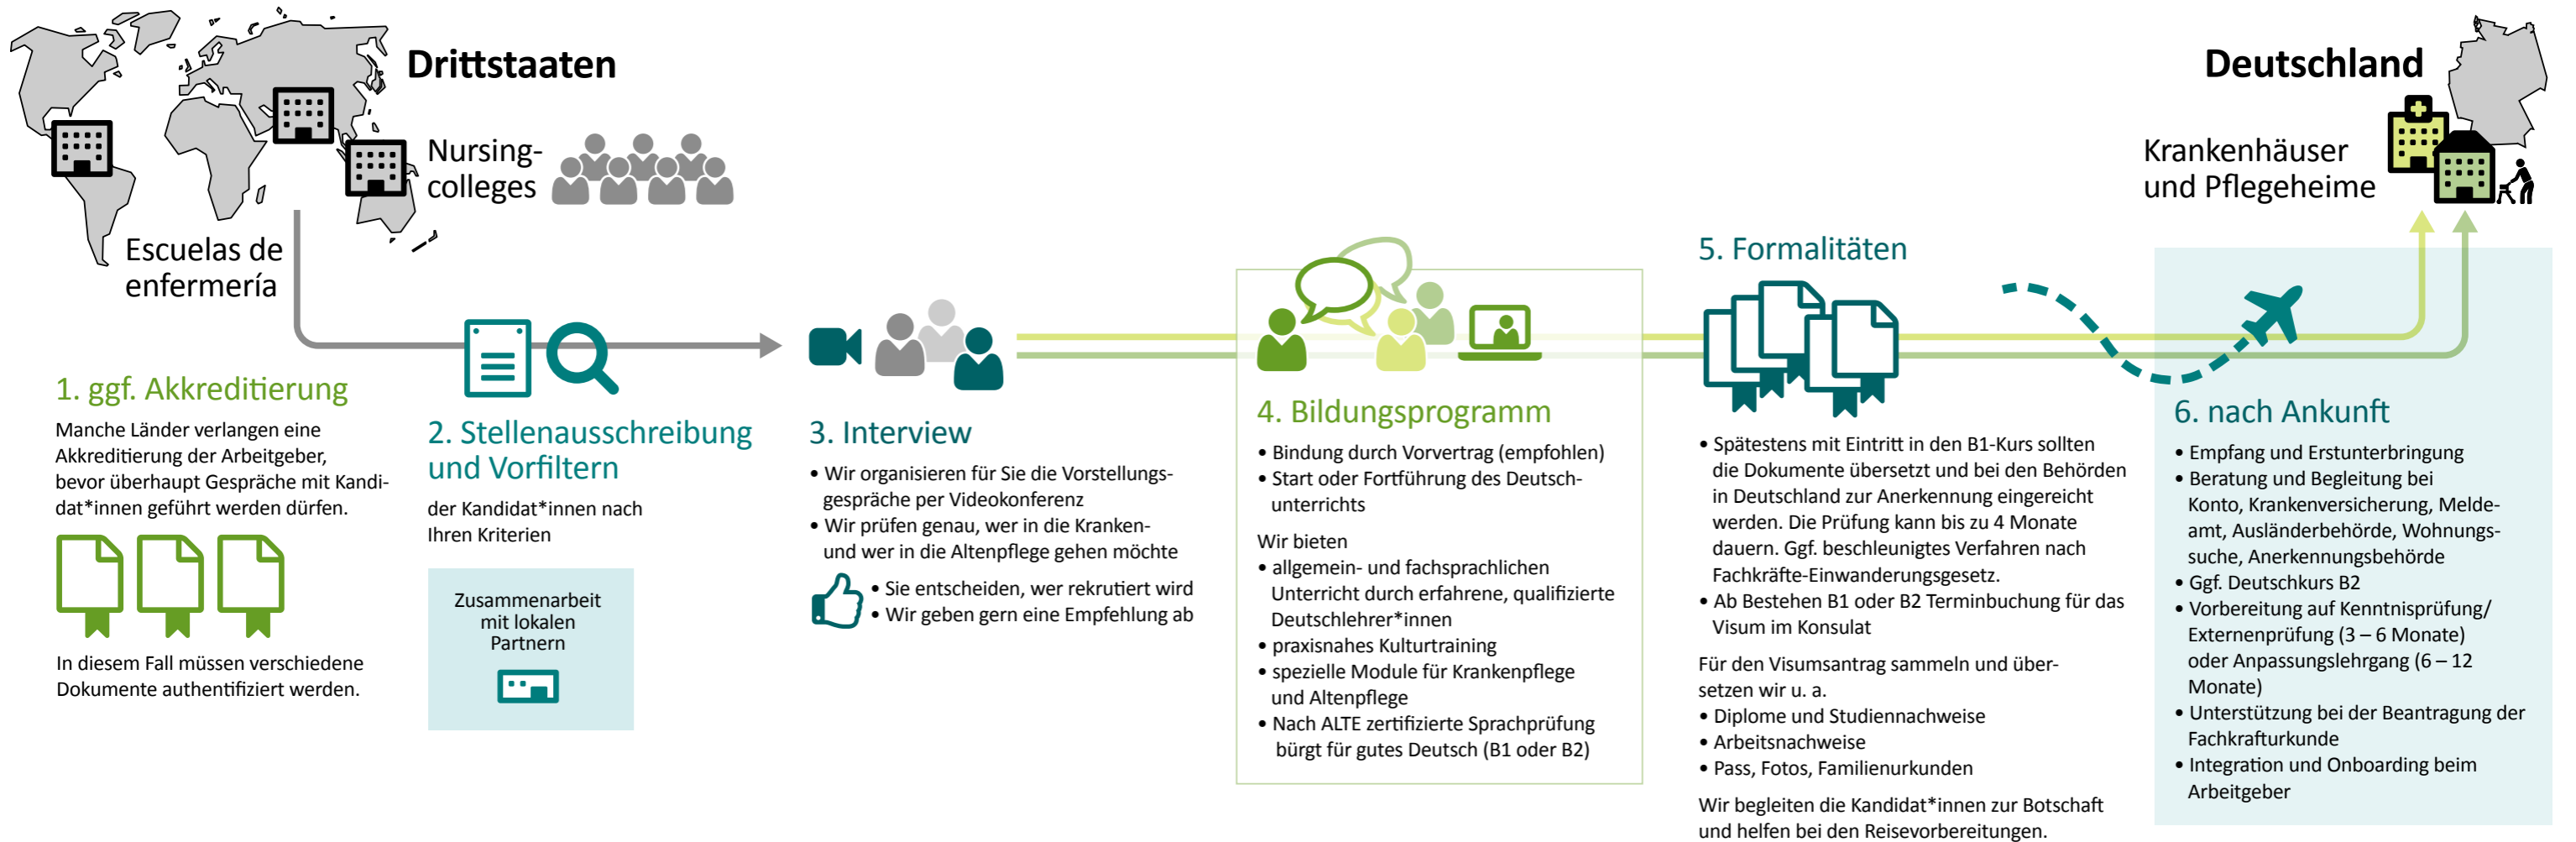 Drittstaaten
Nursing-
colleges
Escuelas de
enfermería
Deutschland
Krankenhäuser
und Pflegeheime
1. ggf. Akkreditierung
Manche Länder verlangen eine
Akkreditierung der Arbeitgeber,
bevor überhaupt Gespräche mit Kandi-
dat*innen geführt werden dürfen.
In diesem Fall müssen verschiedene
Dokumente authentifiziert werden.
2. Stellenausschreibung
und Vorfiltern
der Kandidat*innen nach
Ihren Kriterien
Zusammenarbeit
mit lokalen
Partnern
3. Interview
• Wir organisieren für Sie die Vorstellungs-
gespräche per Videokonferenz
• Wir prüfen genau, wer in die Kranken-
und wer in die Altenpflege gehen möchte
• Sie entscheiden, wer rekrutiert wird
• Wir geben gern eine Empfehlung ab
4. Bildungsprogramm
• Bindung durch Vorvertrag (empfohlen)
• Start oder Fortführung des Deutsch-
unterrichts
Wir bieten
• allgemein- und fachsprachlichen
Unterricht durch erfahrene, qualifizierte
Deutschlehrer*innen
• praxisnahes Kulturtraining
• spezielle Module für Krankenpflege
und Altenpflege
• Nach ALTE zertifizierte Sprachprüfung
bürgt für gutes Deutsch (B1 oder B2)
5. Formalitäten
• Spätestens mit Eintritt in den B1-Kurs sollten
die Dokumente übersetzt und bei den Behörden
in Deutschland zur Anerkennung eingereicht
werden. Die Prüfung kann bis zu 4 Monate
dauern. Ggf. beschleunigtes Verfahren nach
Fachkräfte-Einwanderungsgesetz.
• Ab Bestehen B1 oder B2 Terminbuchung für das
Visum im Konsulat
Für den Visumsantrag sammeln und über-
setzen wir u. a.
• Diplome und Studiennachweise
• Arbeitsnachweise
• Pass, Fotos, Familienurkunden
Wir begleiten die Kandidat*innen zur Botschaft
und helfen bei den Reisevorbereitungen.
6. nach Ankunft
• Empfang und Erstunterbringung
• Beratung und Begleitung bei
Konto, Krankenversicherung, Melde-
amt, Ausländerbehörde, Wohnungs-
suche, Anerkennungsbehörde
• Ggf. Deutschkurs B2
• Vorbereitung auf Kenntnisprüfung/
Externenprüfung (3 – 6 Monate)
oder Anpassungslehrgang (6 – 12
Monate)
• Unterstützung bei der Beantragung der
Fachkrafturkunde
• Integration und Onboarding beim
Arbeitgeber